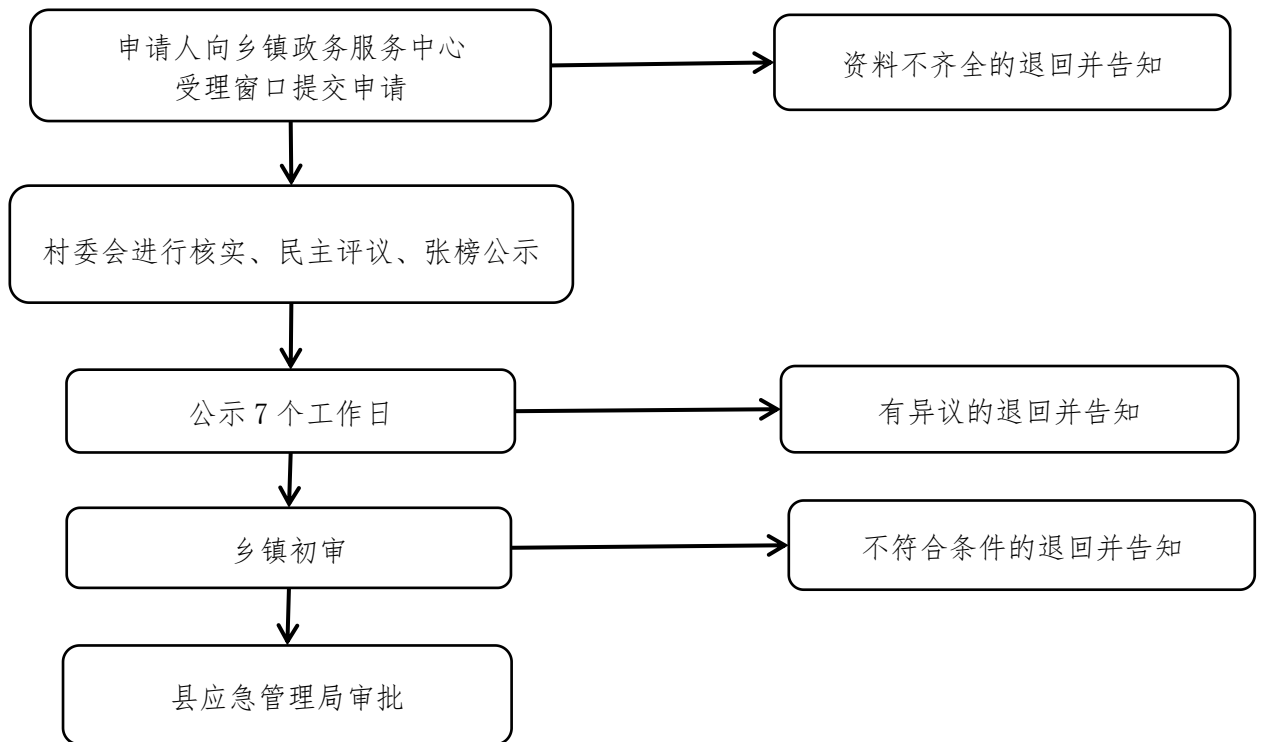 申请人向乡镇政务服务中心
受理窗口提交申请
资料不齐全的退回并告知
村委会进行核实、民主评议、张榜公示
公示 7 个工作日
有异议的退回并告知
乡镇初审
不符合条件的退回并告知
县应急管理局审批